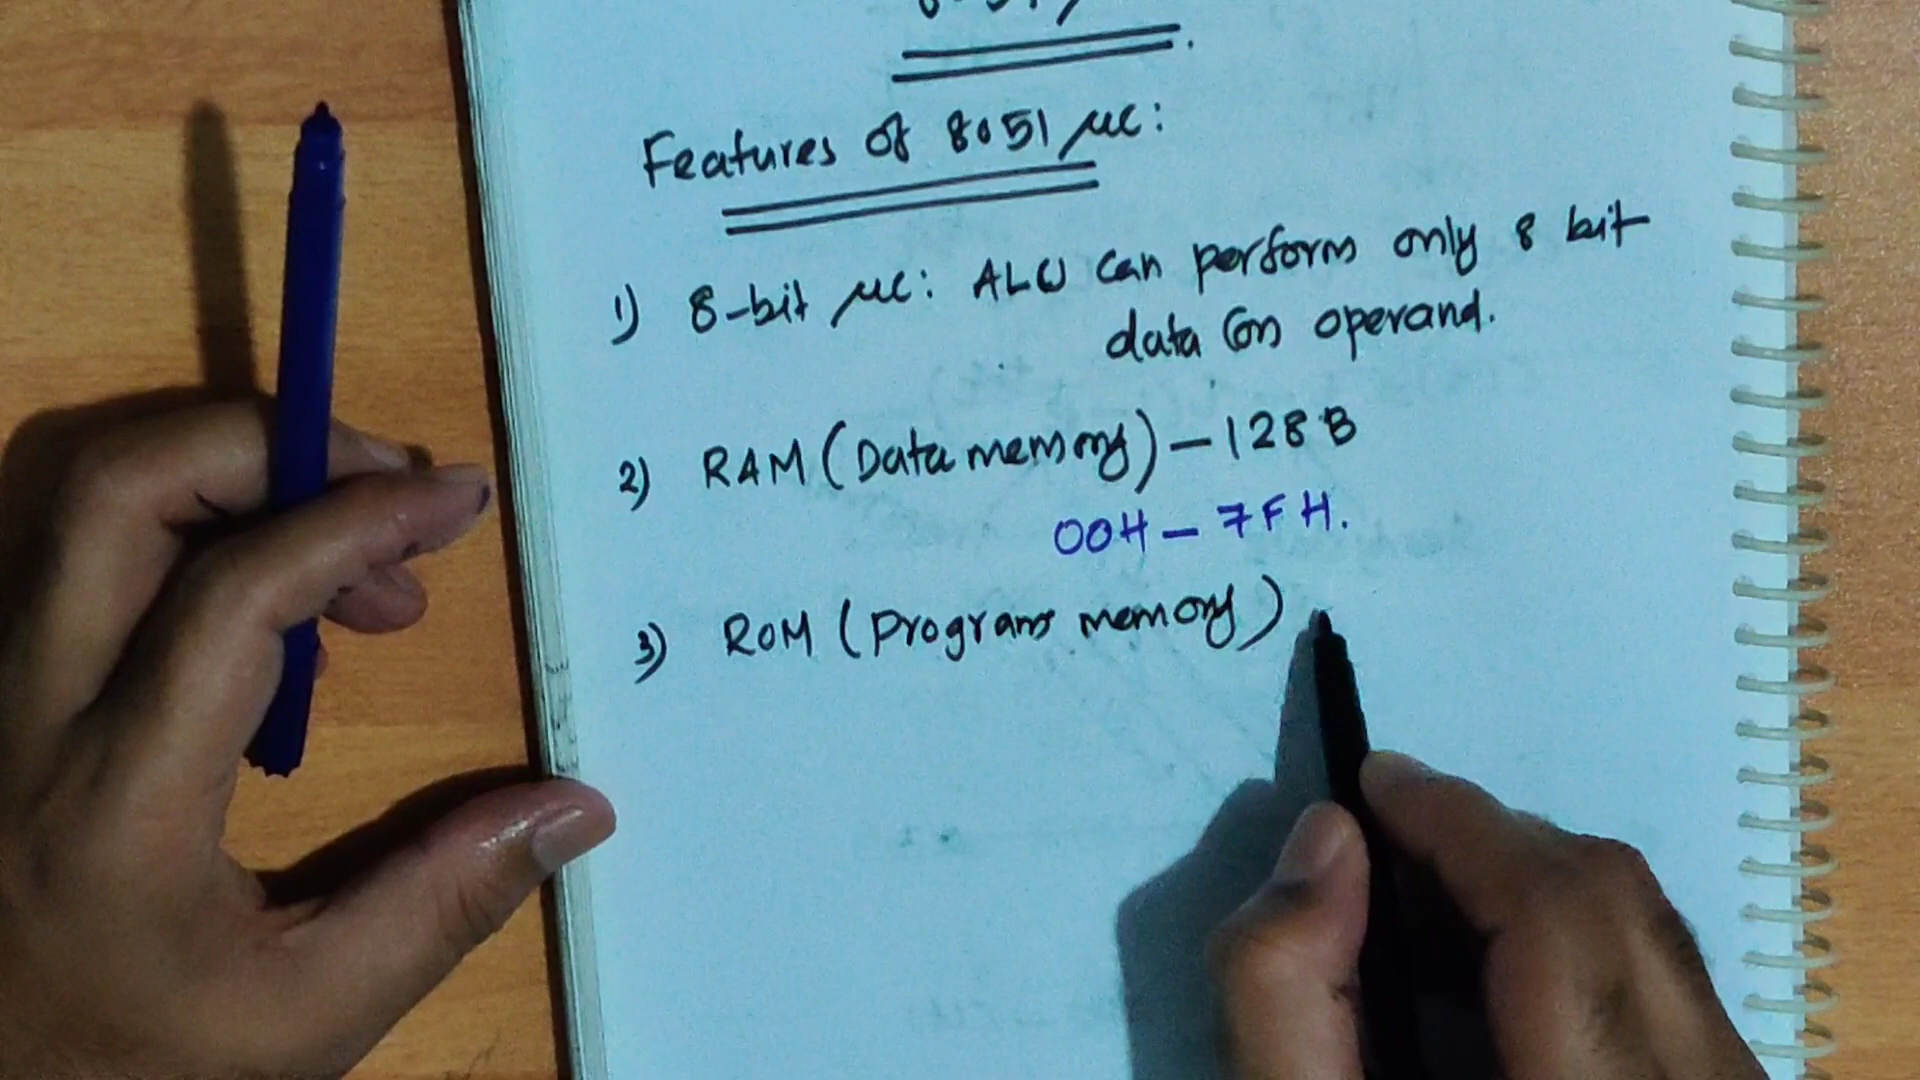 Features of 8051 μc:
1) 8-bit μc: ALU can perform only 8 bit
data (or) operand.
2) RAM (Data memory) – 128 B
00H – 7FH.
3) ROM (Program memory)